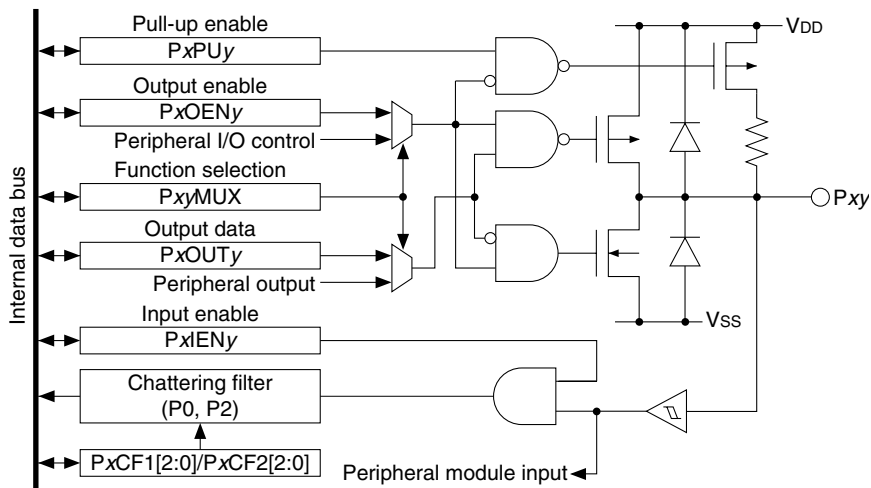 Pull-up enable
PxPUy
Output enable
PxOENy
Peripheral I/O control
Function selection
PxyMUX
Output data
PxOUTy
Peripheral output
Input enable
PxIENy
Chattering filter
(P0, P2)
PxCF1[2:0]/PxCF2[2:0]
Internal data bus
VDD
Pxy
VSS
Peripheral module input